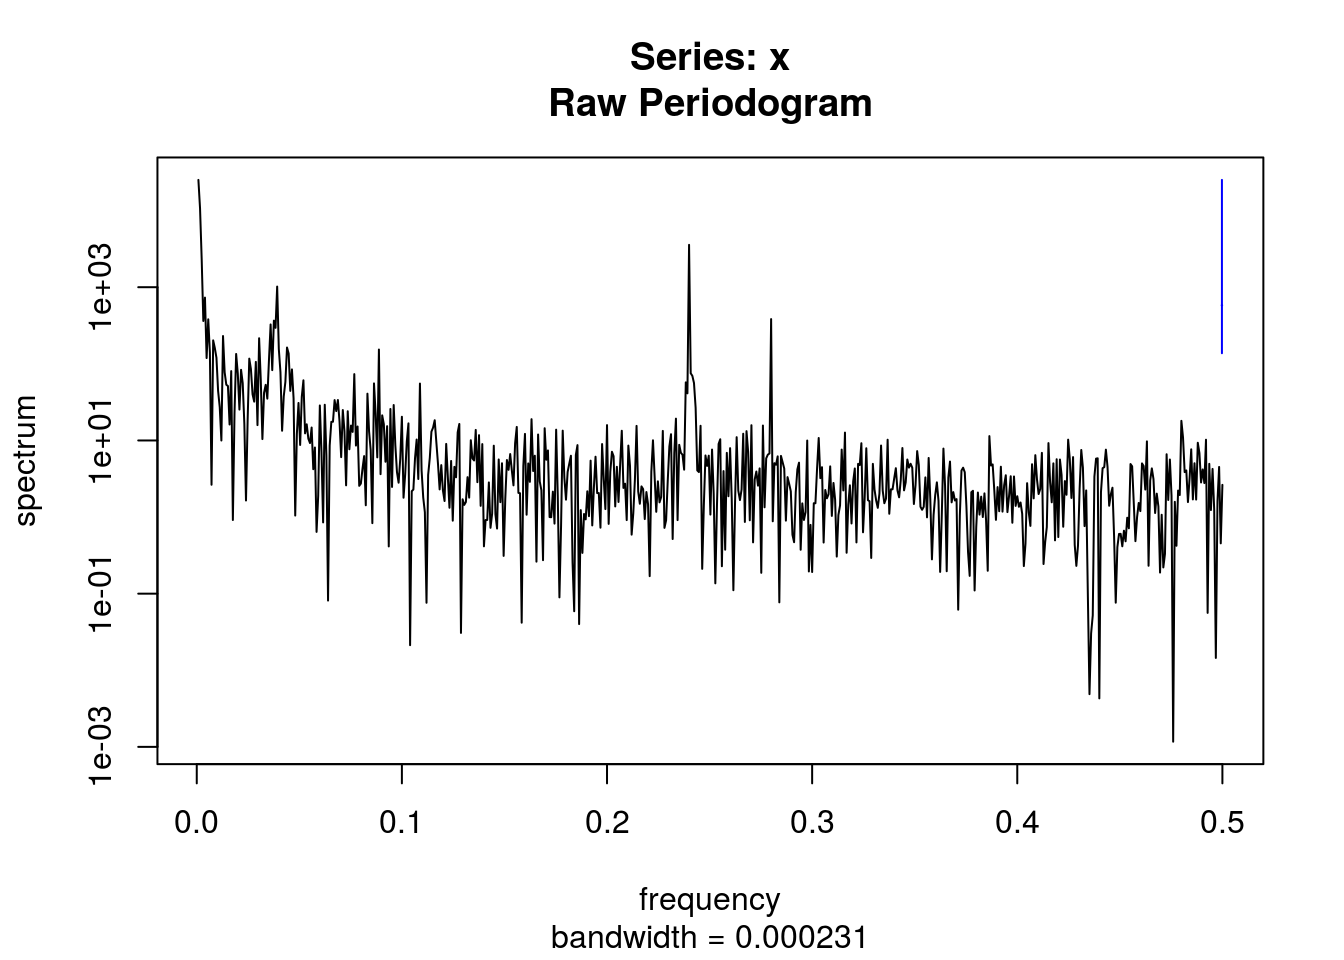 Series: x
Raw Periodogram
spectrum
1e+03
1e+01
1e-01
1e-03
0.0 0.1 0.2 0.3 0.4 0.5
frequency
bandwidth = 0.000231